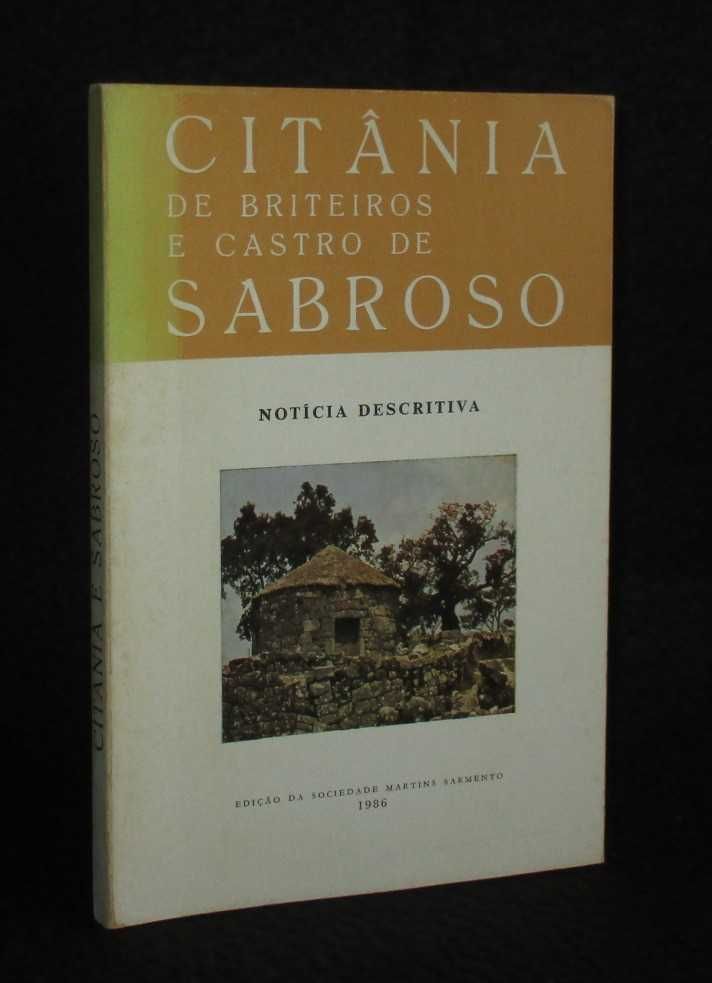 CITÂNIA
DE BRITEIROS
E CASTRO DE
SABROSO
NOTÍCIA DESCRITIVA
EDIÇÃO DA SOCIEDADE MARTINS SARMENTO
1986
CITÂNIA E SABROSO